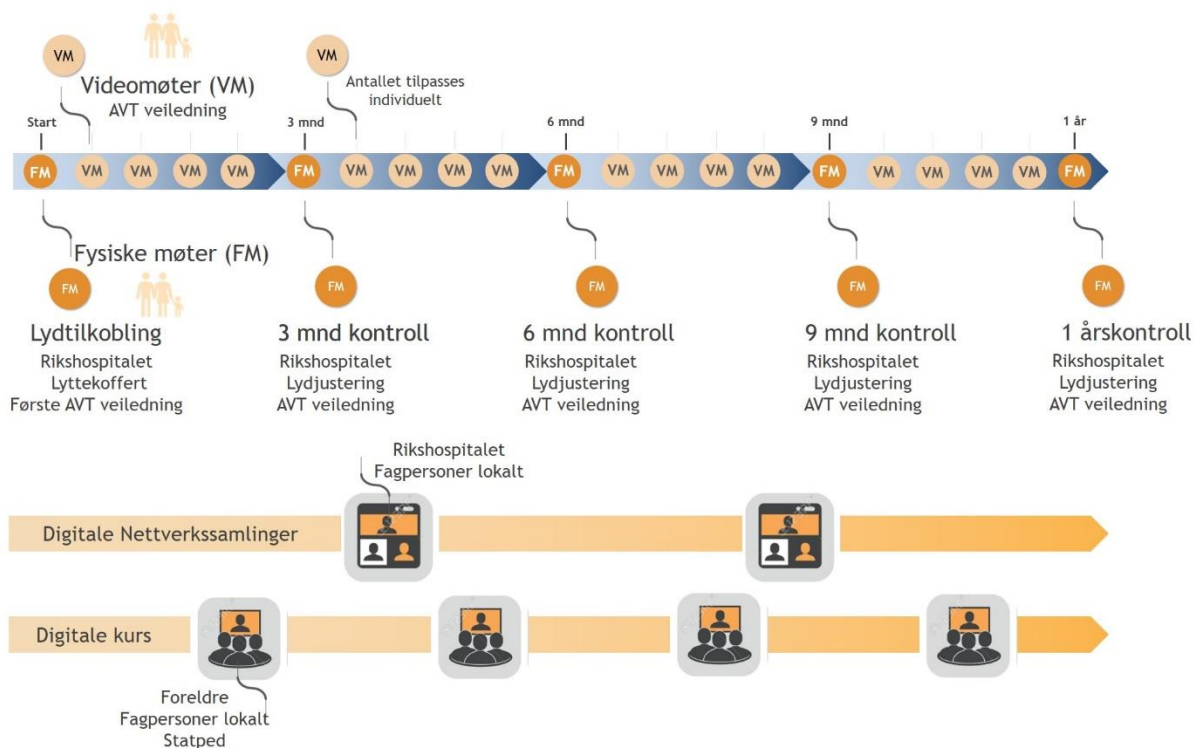 VM
Videomøter (VM)
AVT veiledning
VM
Antallet tilpasses
individuelt
Start
3 mnd
6 mnd
9 mnd
1 år
FM VM VM VM VM FM VM VM VM VM FM VM VM VM VM FM VM VM VM VM FM
Fysiske møter (FM)
FM
FM
FM
FM
FM
Lydtilkobling
Rikshospitalet
Lyttekoffert
Første AVT veiledning
3 mnd kontroll
Rikshospitalet
Lydjustering
AVT veiledning
6 mnd kontroll
Rikshospitalet
Lydjustering
AVT veiledning
9 mnd kontroll
Rikshospitalet
Lydjustering
AVT veiledning
1 årskontroll
Rikshospitalet
Lydjustering
AVT veiledning
Rikshospitalet
Fagpersoner lokalt
Digitale Nettverkssamlinger
Digitale kurs
Foreldre
Fagpersoner lokalt
Statped